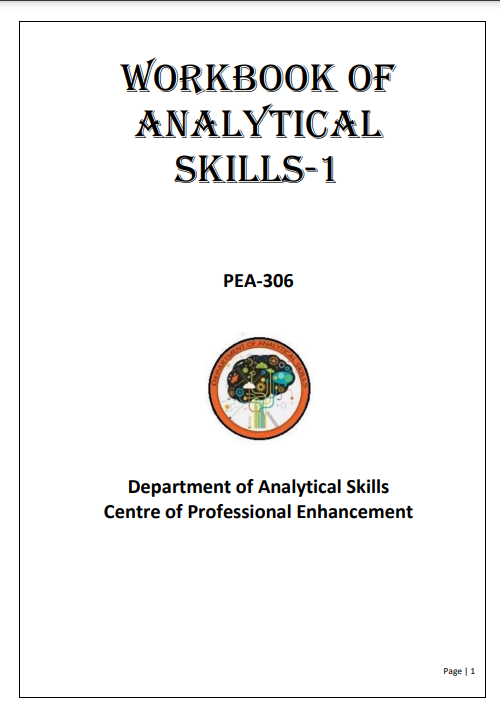 WORKBOOK OF
ANALYTICAL
SKILLS-1
PEA-306
DEPARTMENT OF ANALYTICAL SKILLS
Department of Analytical Skills
Centre of Professional Enhancement
Page | 1